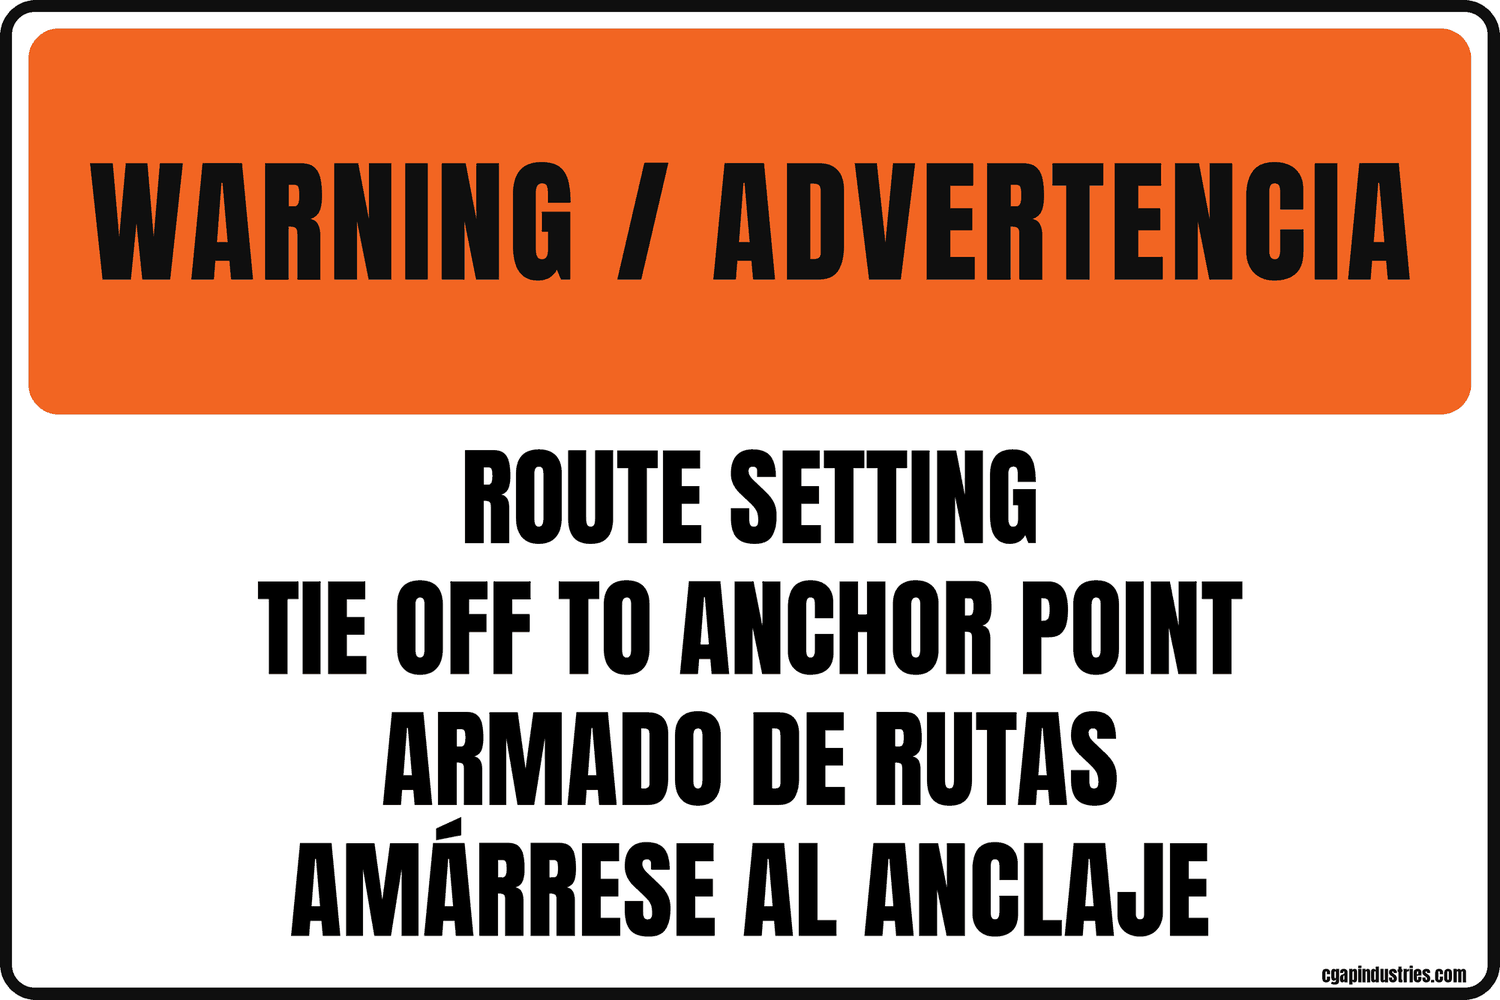 WARNING / ADVERTENCIA
ROUTE SETTING
TIE OFF TO ANCHOR POINT
ARMADO DE RUTAS
AMÁRRESE AL ANCLAJE
cgapindustries.com